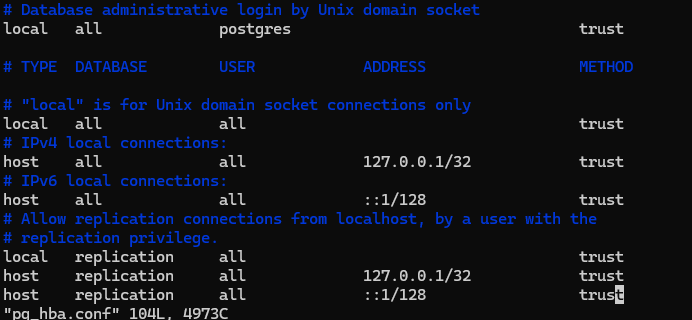 # Database administrative login by Unix domain socket
local   all             postgres                                trust

# TYPE  DATABASE        USER            ADDRESS                 METHOD

# "local" is for Unix domain socket connections only
local   all             all                                     trust
# IPv4 local connections:
host    all             all             127.0.0.1/32            trust
# IPv6 local connections:
host    all             all             ::1/128                 trust
# Allow replication connections from localhost, by a user with the
# replication privilege.
local   replication     all                                     trust
host    replication     all             127.0.0.1/32            trust
host    replication     all             ::1/128                 trust
"pg_hba.conf" 104L, 4973C